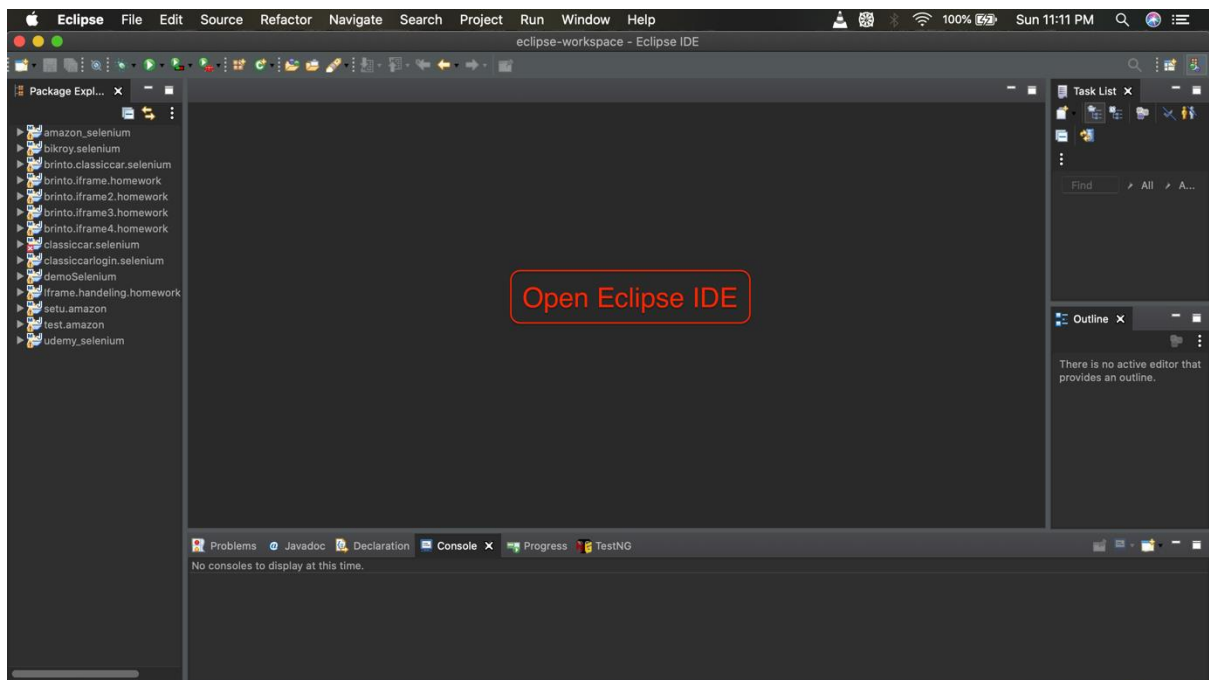 Eclipse File Edit Source Refactor Navigate Search Project Run Window Help 100% Sun 11:11 PM
eclipse-workspace - Eclipse IDE
Package Expl...
amazon_selenium
bikroy.selenium
brinto.classiccar.selenium
brinto.iframe.homework
brinto.iframe2.homework
brinto.iframe3.homework
brinto.iframe4.homework
classiccar.selenium
classiccarlogin.selenium
demoSelenium
Iframe.handeling.homework
setu.amazon
test.amazon
udemy_selenium
Open Eclipse IDE
Task List
Find All A...
Outline
There is no active editor that
provides an outline.
Problems Javadoc Declaration Console Progress TestNG
No consoles to display at this time.